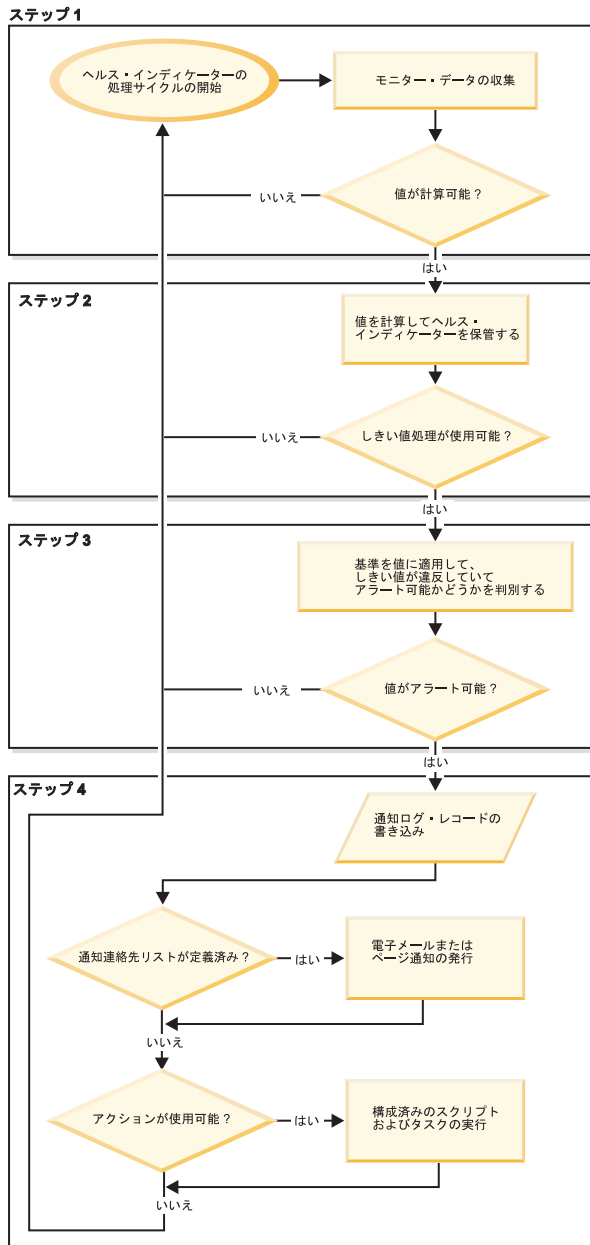 ステップ 1
ヘルス・インディケーターの
処理サイクルの開始
モニター・データの収集
値が計算可能？
いいえ
はい
ステップ 2
値を計算してヘルス・
インディケーターを保管する
しきい値処理が使用可能？
いいえ
はい
ステップ 3
基準を値に適用して、
しきい値が違反していて
アラート可能かどうかを判別する
値がアラート可能？
いいえ
はい
ステップ 4
通知ログ・レコードの
書き込み
通知連絡先リストが定義済み？
はい
電子メールまたは
ページ通知の発行
いいえ
アクションが使用可能？
はい
構成済みのスクリプト
およびタスクの実行
いいえ